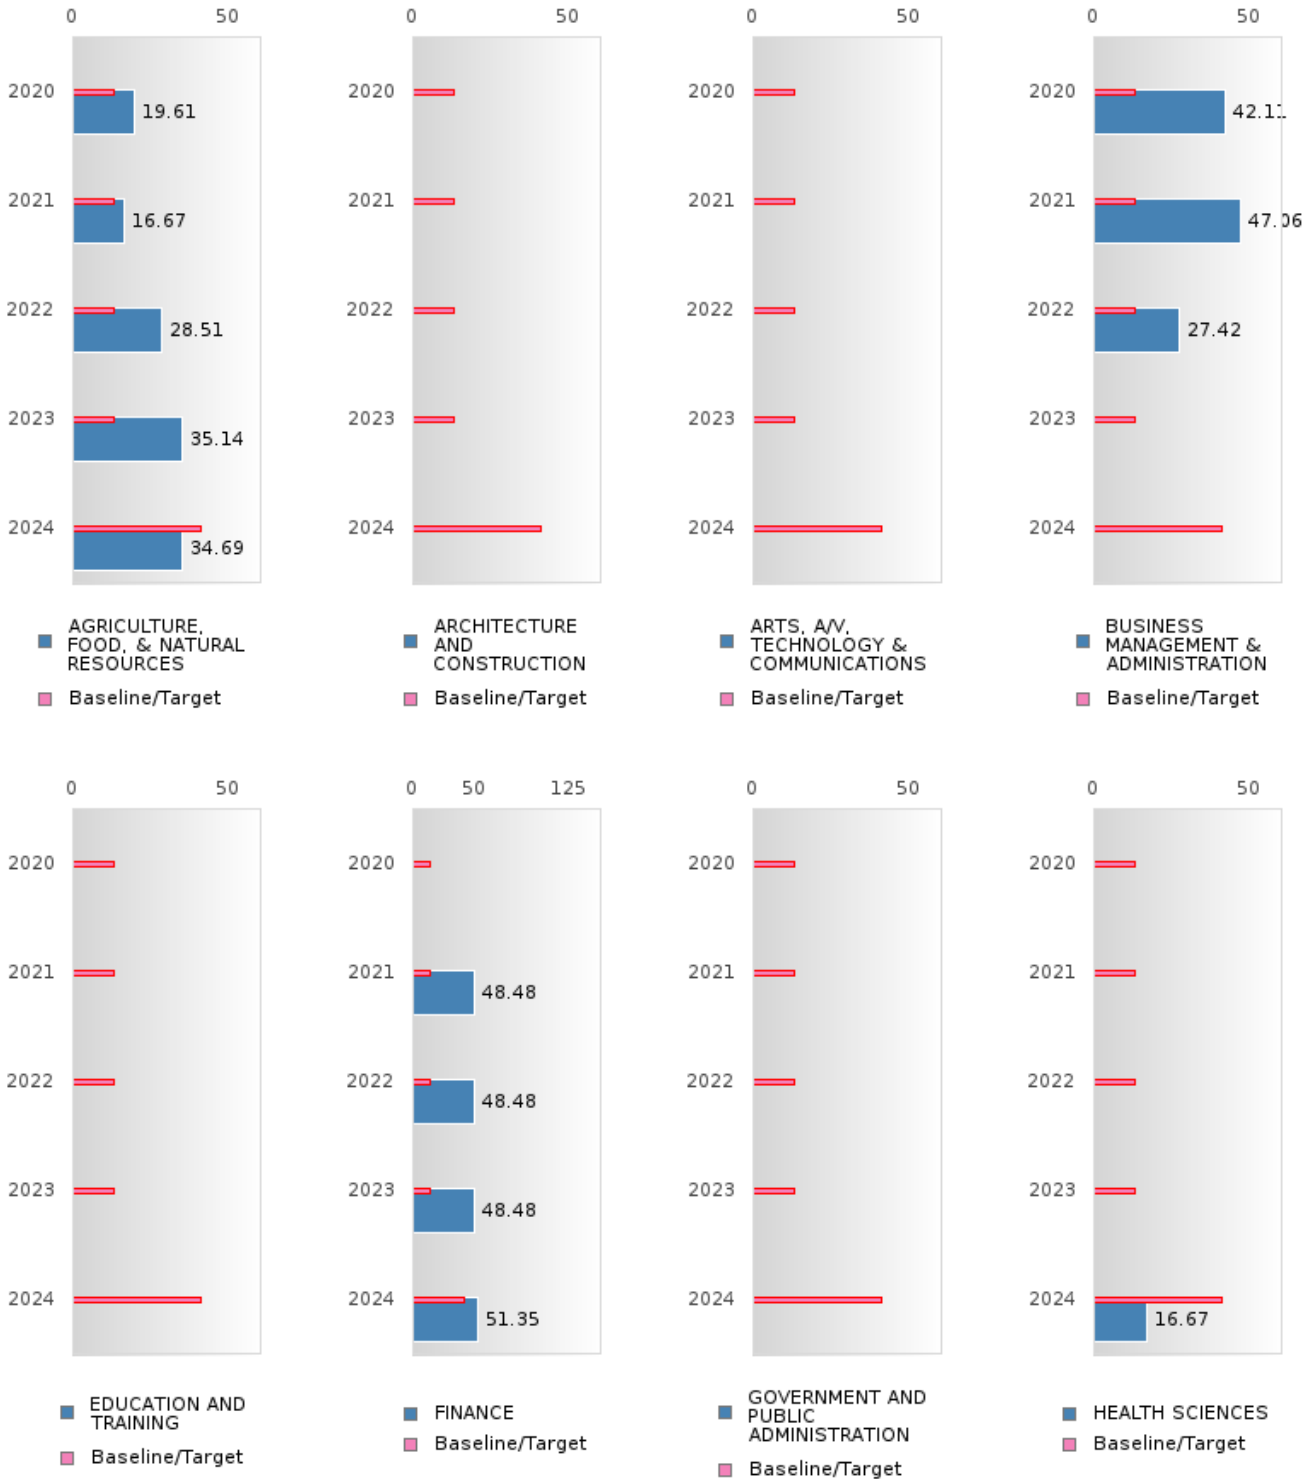 0 50
2020
19.61
2021
16.67
2022
28.51
2023
35.14
2024
34.69
AGRICULTURE,
FOOD, & NATURAL
RESOURCES
Baseline/Target
0 50
2020
2021
2022
2023
2024
ARCHITECTURE
AND
CONSTRUCTION
Baseline/Target
0 50
2020
2021
2022
2023
2024
ARTS, A/V,
TECHNOLOGY &
COMMUNICATIONS
Baseline/Target
0 50
2020
42.11
2021
47.06
2022
27.42
2023
2024
BUSINESS
MANAGEMENT &
ADMINISTRATION
Baseline/Target
0 50
2020
2021
2022
2023
2024
EDUCATION AND
TRAINING
Baseline/Target
0 50 125
2020
2021
48.48
2022
48.48
2023
48.48
2024
51.35
FINANCE
Baseline/Target
0 50
2020
2021
2022
2023
2024
GOVERNMENT AND
PUBLIC
ADMINISTRATION
Baseline/Target
0 50
2020
2021
2022
2023
2024
16.67
HEALTH SCIENCES
Baseline/Target